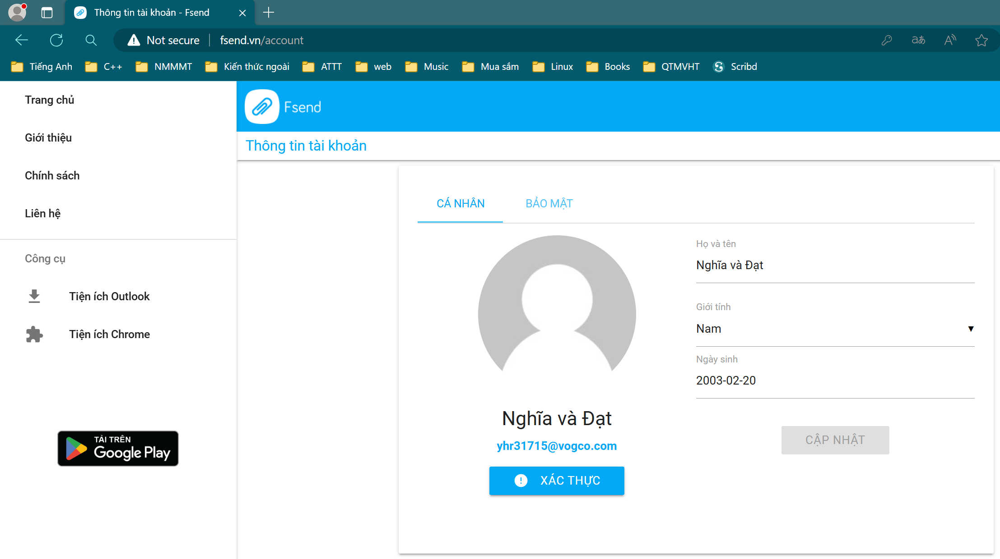 Thông tin tài khoản - Fsend
Not secure
fsend.vn/account
Tiếng Anh
C++
NMMMT
Kiến thức ngoài
ATTT
web
Music
Mua sắm
Linux
Books
QTMVHT
Scribd
Trang chủ
Giới thiệu
Chính sách
Liên hệ
Công cụ
Tiện ích Outlook
Tiện ích Chrome
TẢI TRÊN
Google Play
Fsend
Thông tin tài khoản
CÁ NHÂN
BẢO MẬT
Nghĩa và Đạt
yhr31715@vogco.com
XÁC THỰC
Họ và tên
Nghĩa và Đạt
Giới tính
Nam
Ngày sinh
2003-02-20
CẬP NHẬT